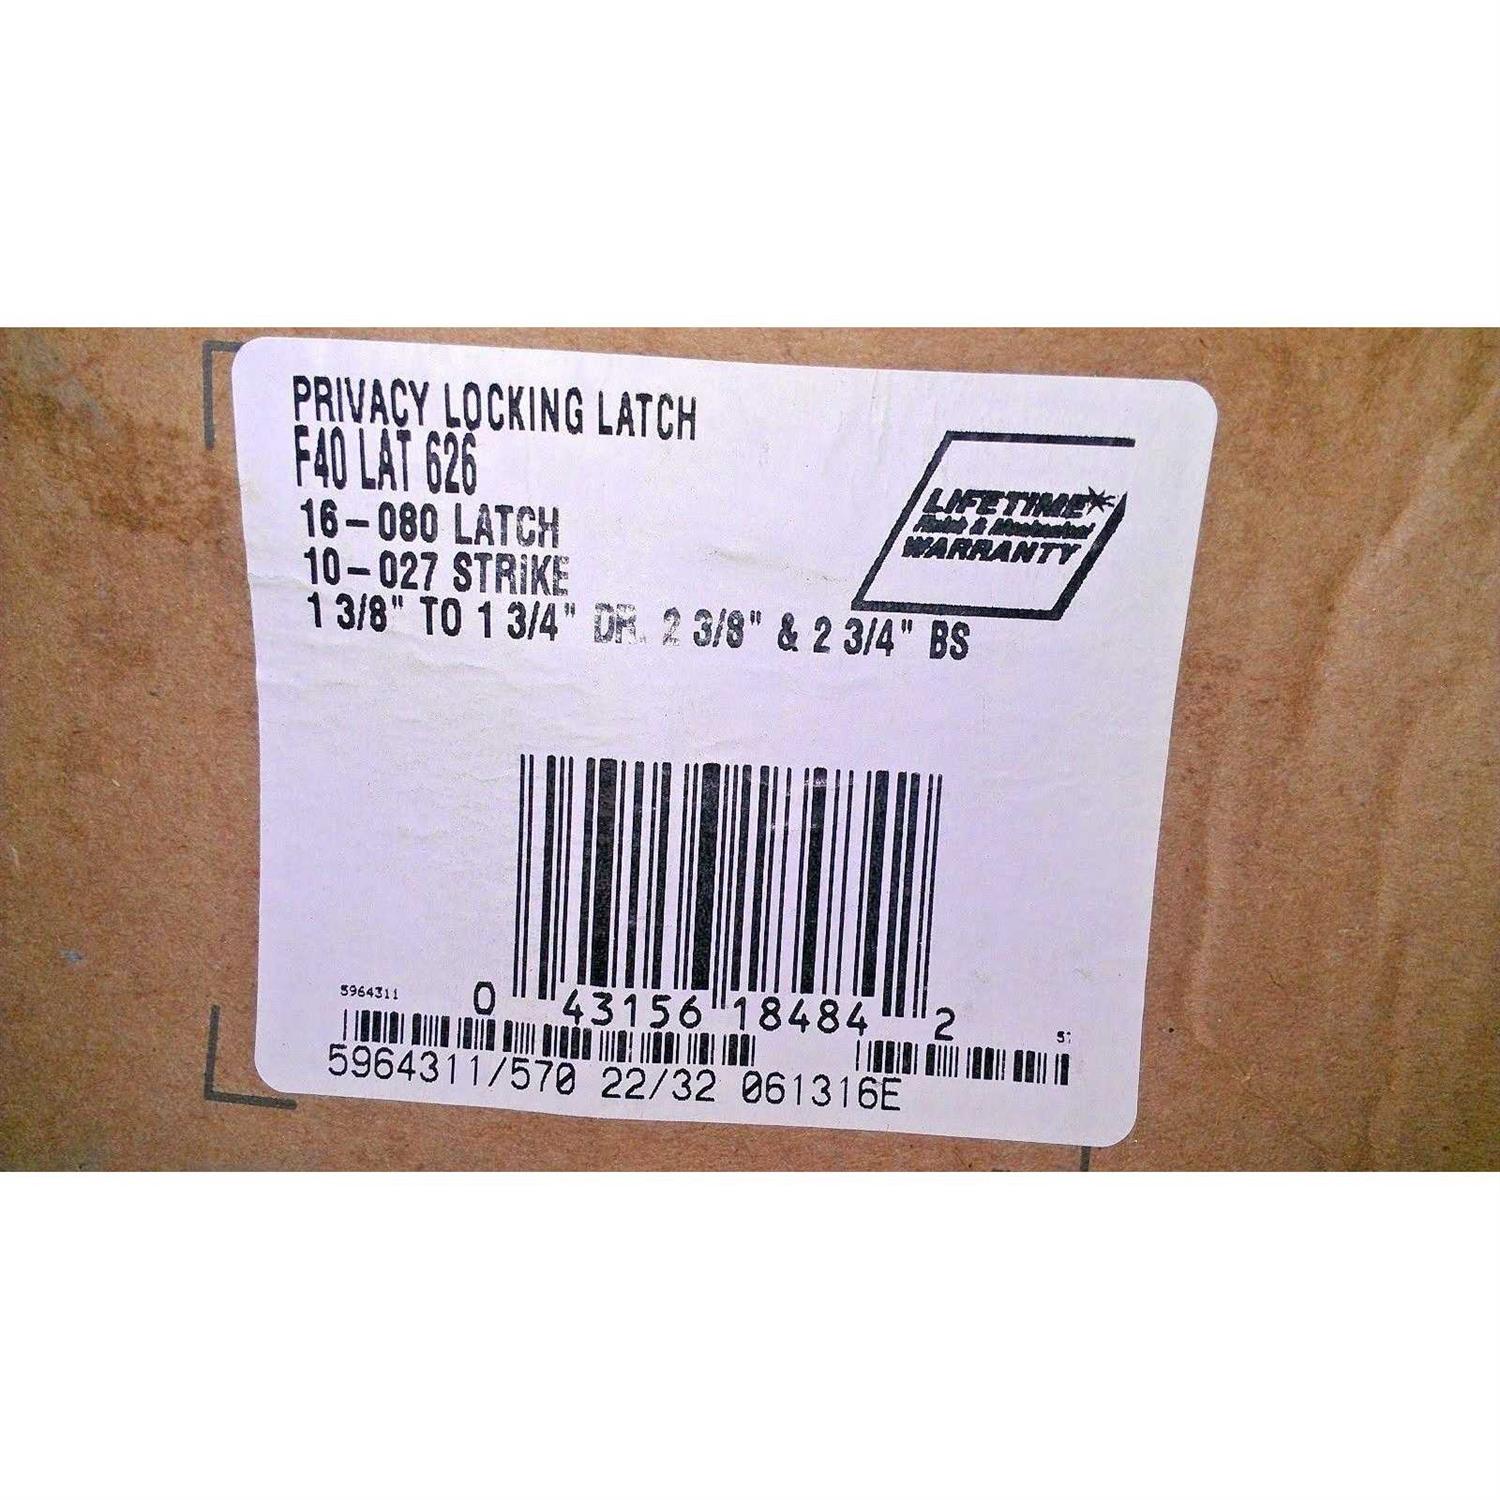 PRIVACY LOCKING LATCH
F40 LAT 626
16-080 LATCH
10-027 STRIKE
1 3/8" TO 1 3/4" DR. 2 3/8" & 2 3/4" BS
LIFETIME
Finish & Mechanical
WARRANTY
5964311
0 43156 18484 2
5964311/570 22/32 061316E